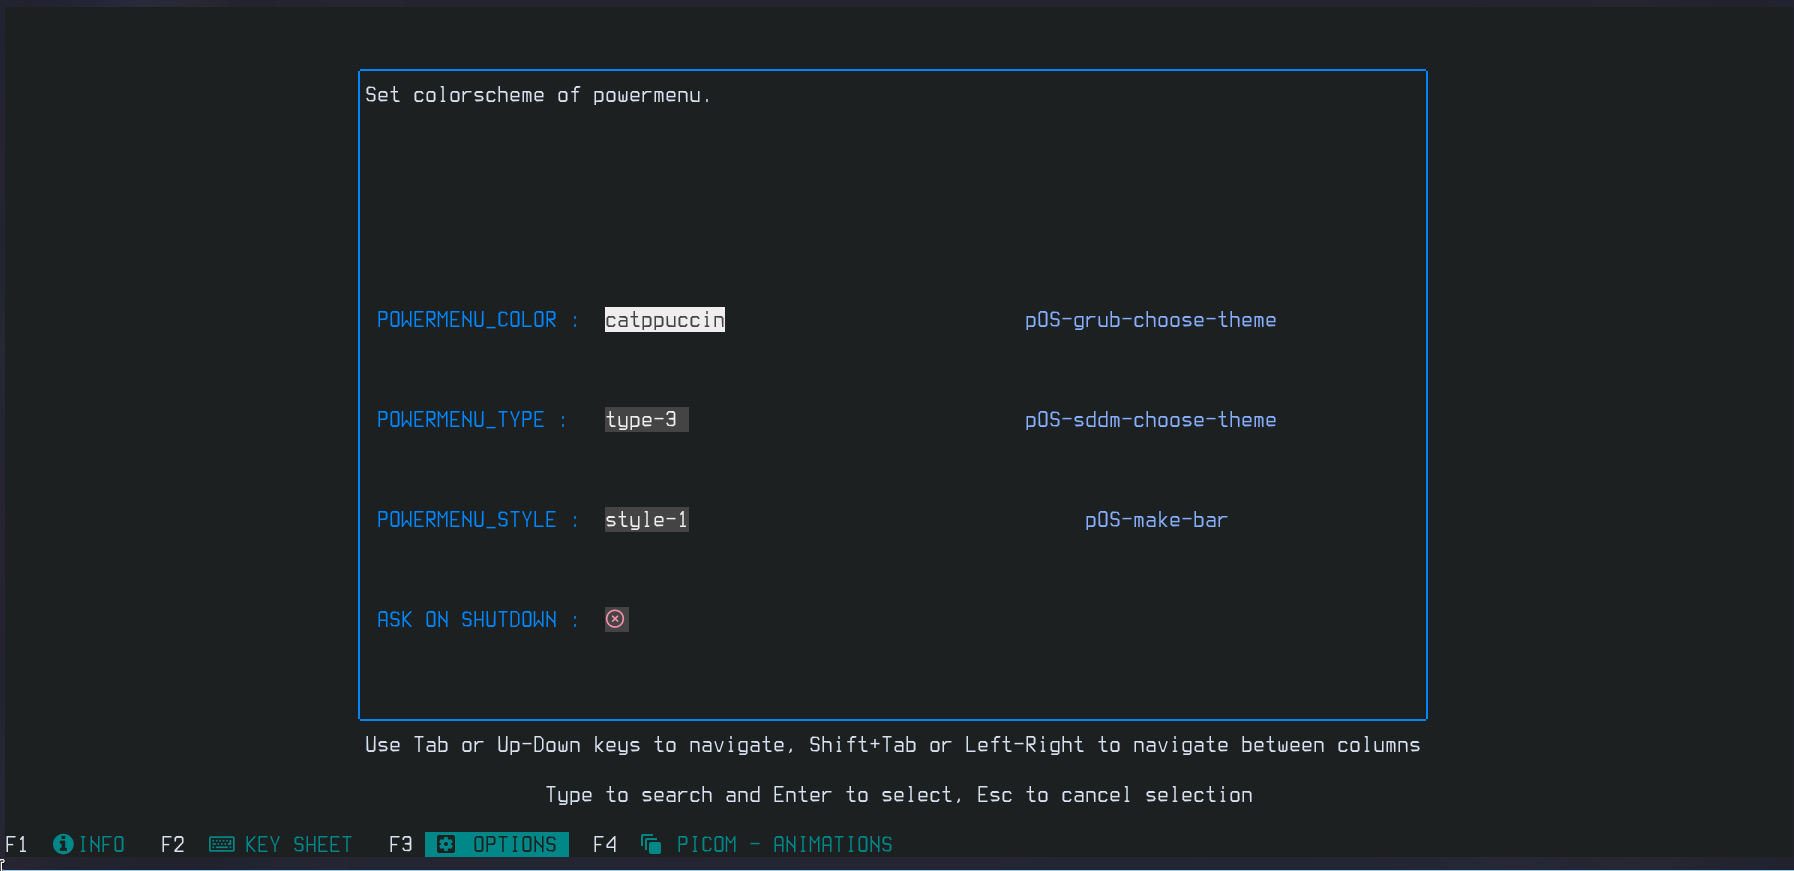 Set colorscheme of powermenu.
POWERMENU_COLOR : catppuccin pOS-grub-choose-theme
POWERMENU_TYPE : type-3 pOS-sddm-choose-theme
POWERMENU_STYLE : style-1 pOS-make-bar
ASK ON SHUTDOWN :
Use Tab or Up-Down keys to navigate, Shift+Tab or Left-Right to navigate between columns
Type to search and Enter to select, Esc to cancel selection
F1 INFO F2 KEY SHEET F3 OPTIONS F4 PICOM - ANIMATIONS